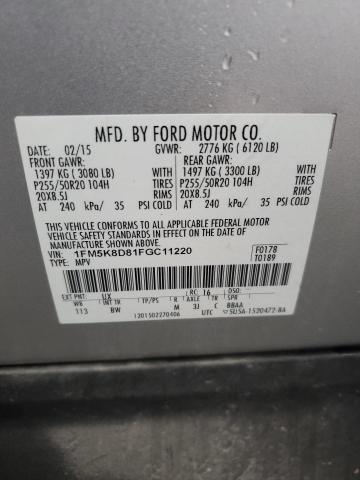 MFD. BY FORD MOTOR CO.
DATE: 02/15 GVWR: 2776 KG ( 6120 LB)
FRONT GAWR: REAR GAWR:
1397 KG ( 3080 LB) WITH 1497 KG ( 3300 LB) WITH
P255/50R20 104H TIRES P255/50R20 104H TIRES
20X8.5J RIMS 20X8.5J RIMS
AT 240 kPa/ 35 PSI COLD AT 240 kPa/ 35 PSI COLD
THIS VEHICLE CONFORMS TO ALL APPLICABLE FEDERAL MOTOR
VEHICLE SAFETY STANDARDS IN EFFECT ON THE DATE OF
MANUFACTURE SHOWN ABOVE.
VIN: 1FM5K8D81FGC11220 F0178
TYPE: MPV T0189
EXT PNT: UX RC: 16 DSO:
WB INT TR TP/PS R AXLE TR SPR
113 BW M 3J C BBAA
1201502270406 UTC 5U5A-1520472-BA